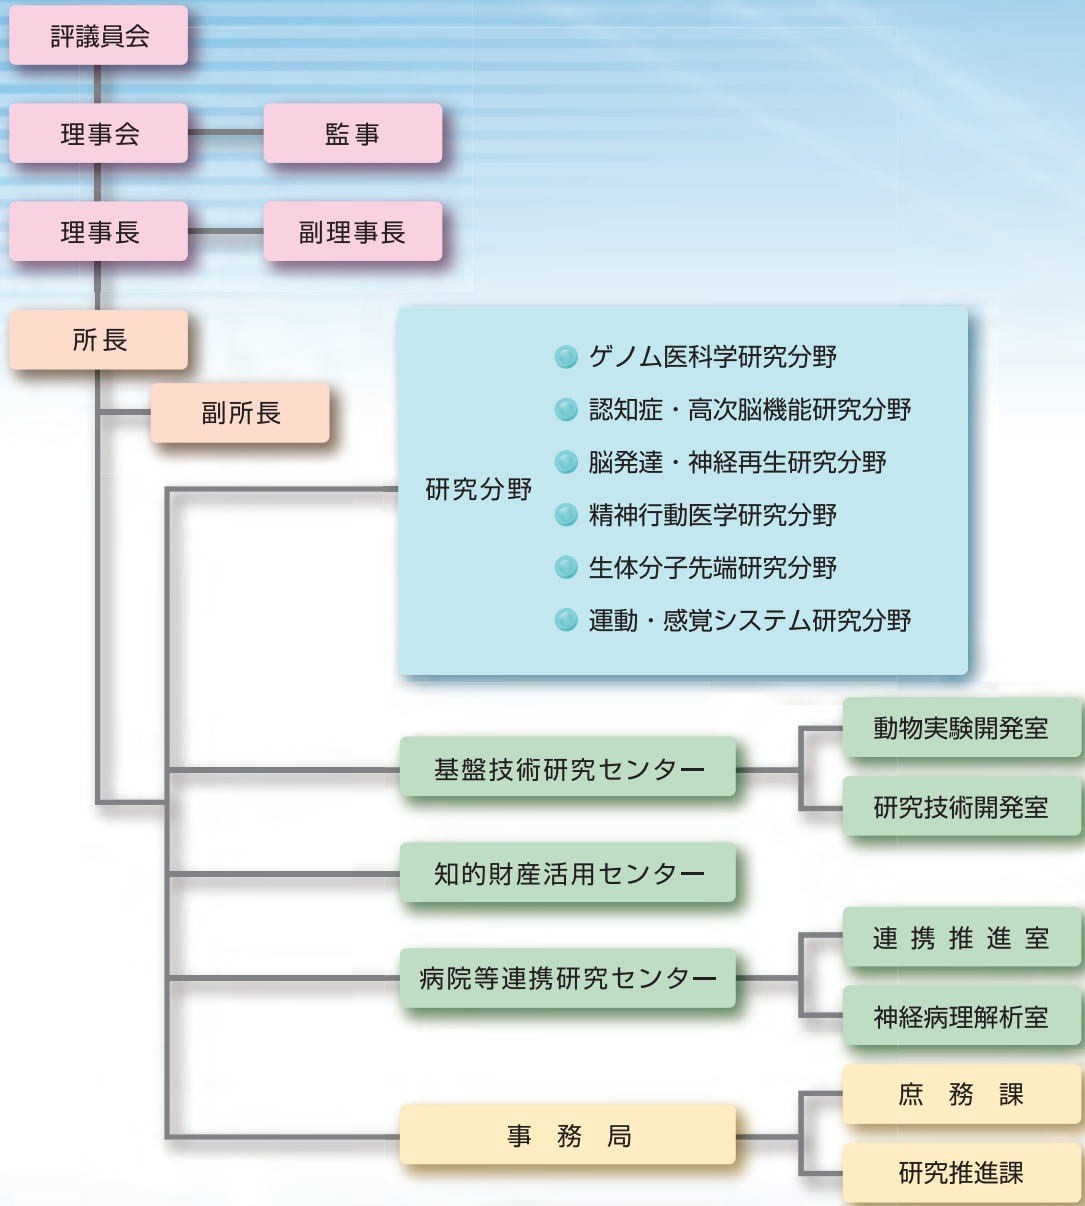 評議員会
理事会
監事
理事長
副理事長
所長
副所長
研究分野
ゲノム医科学研究分野
認知症・高次脳機能研究分野
脳発達・神経再生研究分野
精神行動医学研究分野
生体分子先端研究分野
運動・感覚システム研究分野
基盤技術研究センター
動物実験開発室
研究技術開発室
知的財産活用センター
病院等連携研究センター
連携推進室
神経病理解析室
事務局
庶務課
研究推進課